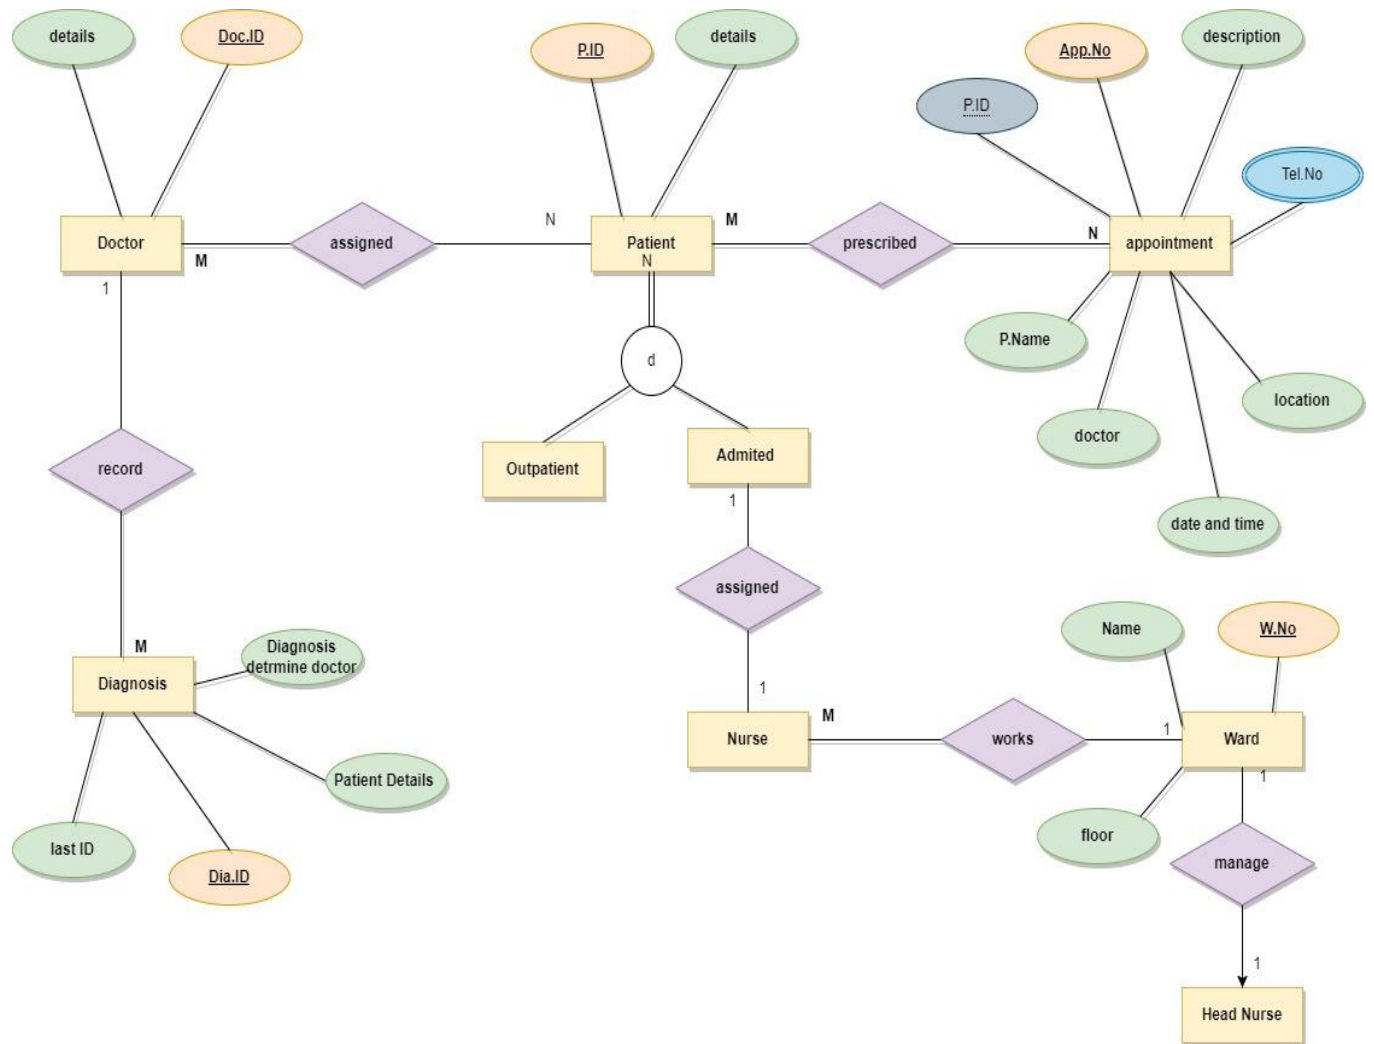 details
Doc.ID
P.ID
details
App.No
description
P.ID
Tel.No
Doctor
M
assigned
N
Patient
N
M
prescribed
N
appointment
1
P.Name
d
location
doctor
record
Outpatient
Admited
1
date and time
assigned
Name
W.No
M
Diagnosis
detrmine doctor
Diagnosis
1
M
Nurse
works
1
Ward
1
Patient Details
floor
last ID
Dia.ID
manage
1
Head Nurse